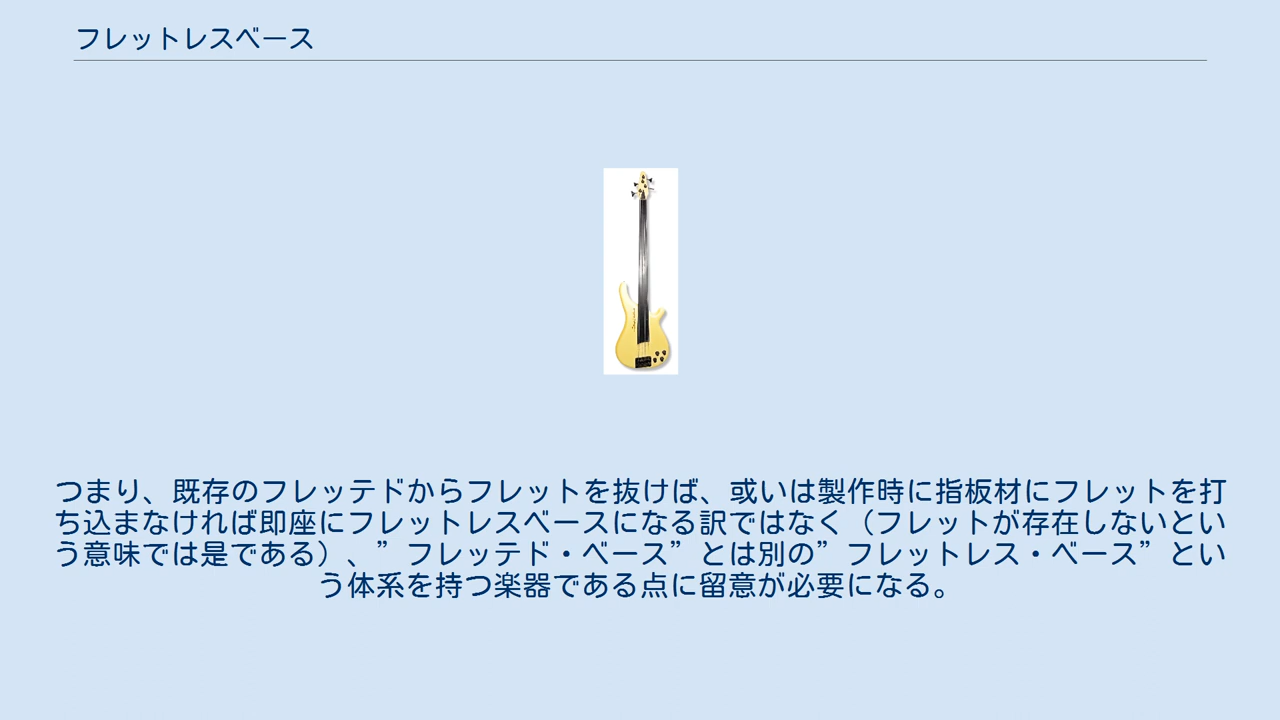 フレットレスベース
つまり、既存のフレッテドからフレットを抜けば、或いは製作時に指板材にフレットを打
ち込まなければ即座にフレットレスベースになる訳ではなく（フレットが存在しないとい
う意味では是である）、”フレッテド・ベース”とは別の”フレットレス・ベース”とい
う体系を持つ楽器である点に留意が必要になる。